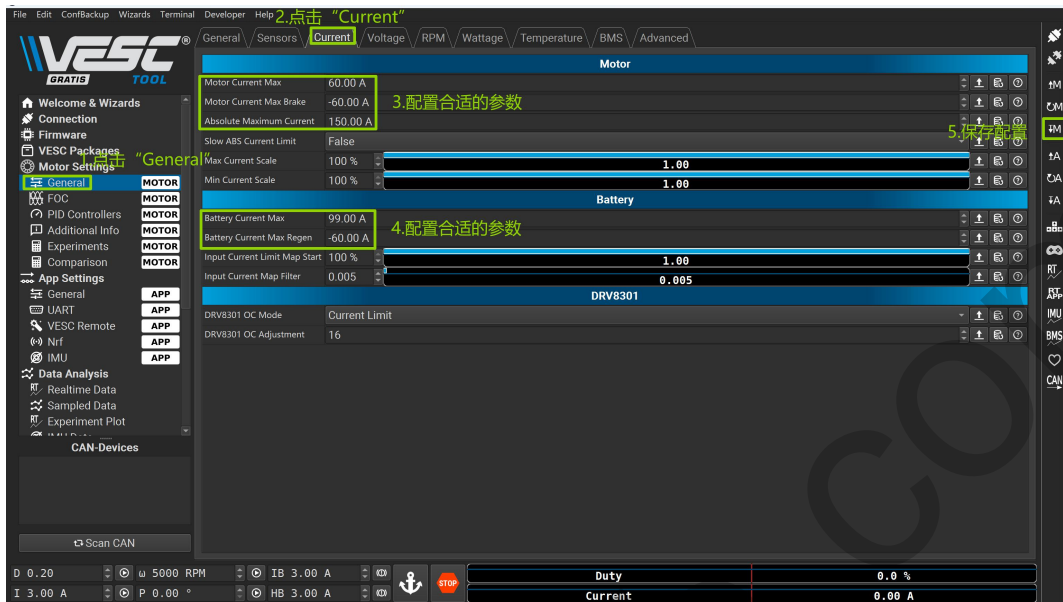 File Edit ConfBackup Wizards Terminal Developer Help
2.点击 “Current”
VESC®
GRATIS TOOL
General Sensors Current Voltage RPM Wattage Temperature BMS Advanced
Motor
Motor Current Max 60.00 A
Motor Current Max Brake -60.00 A
3.配置合适的参数
Absolute Maximum Current 150.00 A
5.保存配置
Slow ABS Current Limit False
Max Current Scale 100 % 1.00
Min Current Scale 100 % 1.00
Battery
Battery Current Max 99.00 A
4.配置合适的参数
Battery Current Max Regen -60.00 A
Input Current Limit Map Start 100 % 1.00
Input Current Map Filter 0.005 0.005
DRV8301
DRV8301 OC Mode Current Limit
DRV8301 OC Adjustment 16
Welcome & Wizards
Connection
Firmware
VESC Packages
1.点击 “General”
Motor Settings
General MOTOR
FOC MOTOR
PID Controllers MOTOR
Additional Info MOTOR
Experiments MOTOR
Comparison MOTOR
App Settings
General APP
UART APP
VESC Remote APP
Nrf APP
IMU APP
Data Analysis
RT Realtime Data
Sampled Data
RT Experiment Plot
CAN-Devices
Scan CAN
M
M
M
A
A
A
RT
RT
APP
IMU
BMS
CAN
D 0.20 ω 5000 RPM IB 3.00 A
I 3.00 A P 0.00 ° HB 3.00 A
STOP
Duty 0.0 %
Current 0.00 A